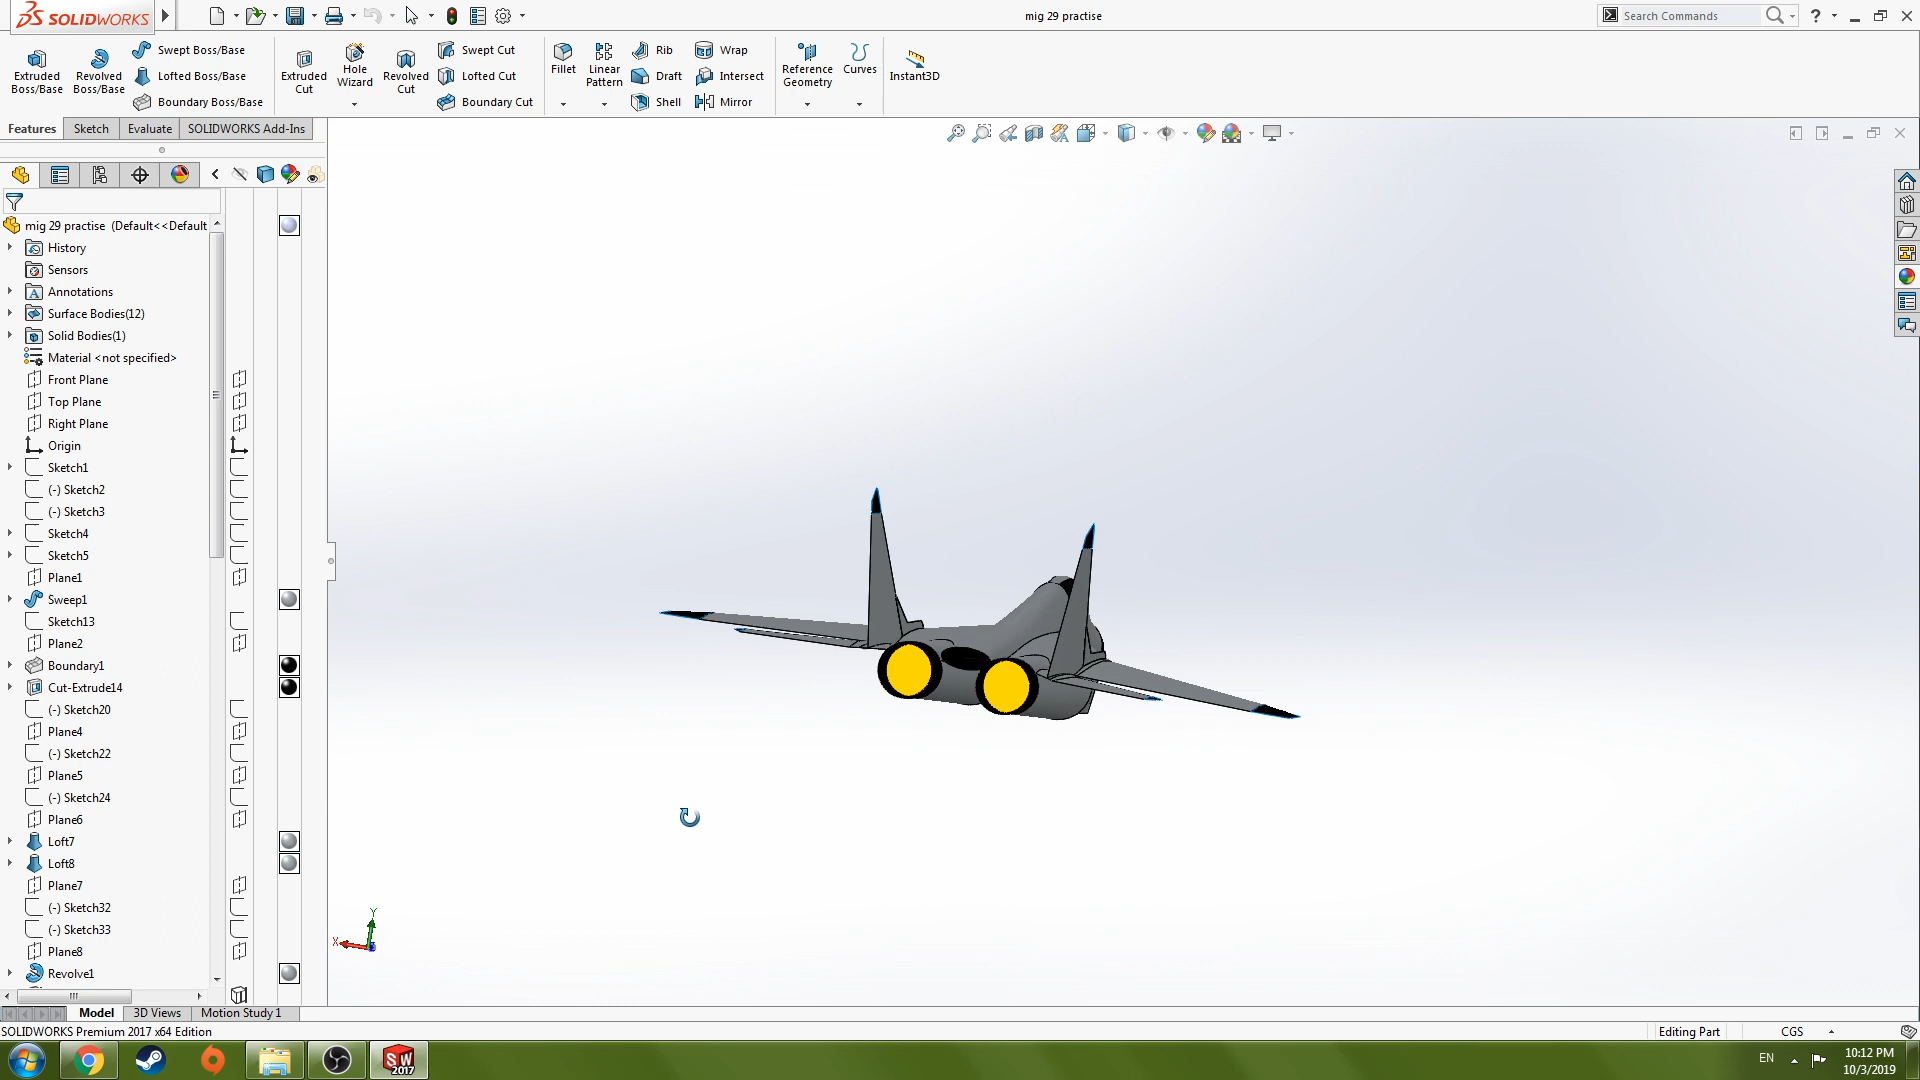 SOLIDWORKS
mig 29 practise
Search Commands
Extruded Boss/Base
Revolved Boss/Base
Swept Boss/Base
Lofted Boss/Base
Boundary Boss/Base
Extruded Cut
Hole Wizard
Revolved Cut
Swept Cut
Lofted Cut
Boundary Cut
Fillet
Linear Pattern
Rib
Draft
Shell
Wrap
Intersect
Mirror
Reference Geometry
Curves
Instant3D
Features
Sketch
Evaluate
SOLIDWORKS Add-Ins
mig 29 practise (Default<<Default
History
Sensors
Annotations
Surface Bodies(12)
Solid Bodies(1)
Material <not specified>
Front Plane
Top Plane
Right Plane
Origin
Sketch1
(-) Sketch2
(-) Sketch3
Sketch4
Sketch5
Plane1
Sweep1
Sketch13
Plane2
Boundary1
Cut-Extrude14
(-) Sketch20
Plane4
(-) Sketch22
Plane5
(-) Sketch24
Plane6
Loft7
Loft8
Plane7
(-) Sketch32
(-) Sketch33
Plane8
Revolve1
Y
X
Model
3D Views
Motion Study 1
SOLIDWORKS Premium 2017 x64 Edition
Editing Part
CGS
SW
2017
EN
10:12 PM
10/3/2019